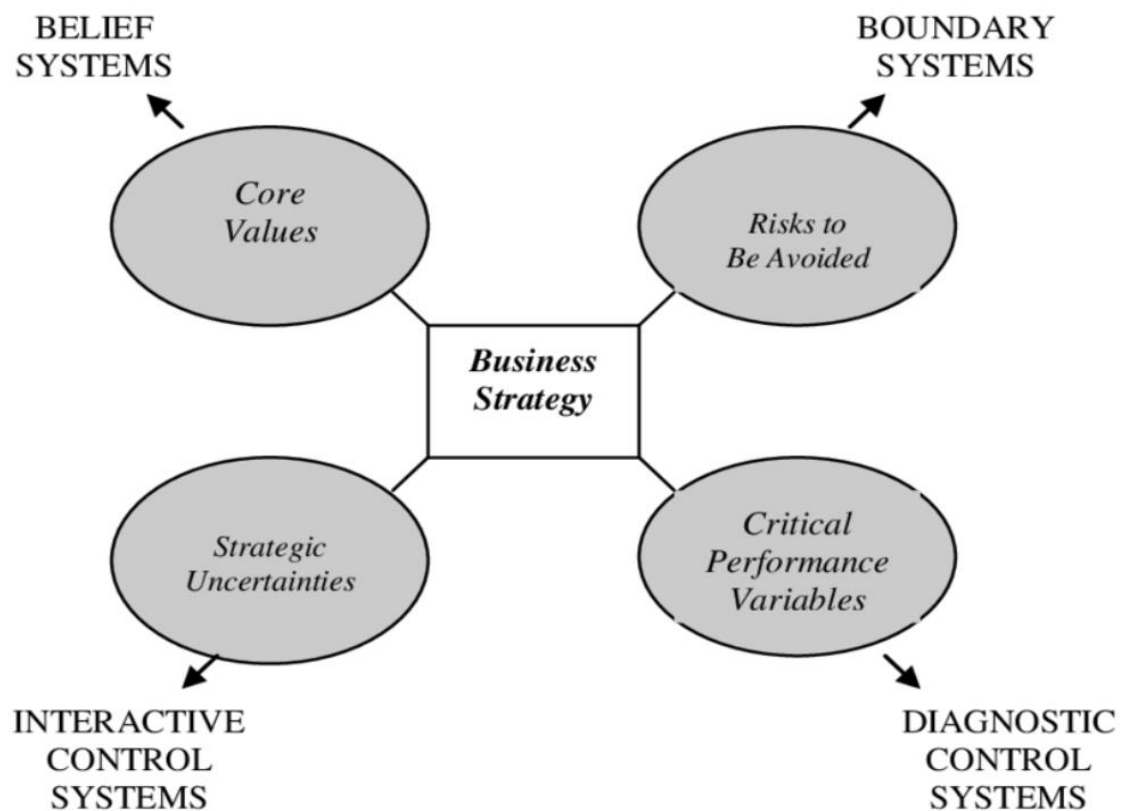 BELIEF
SYSTEMS
BOUNDARY
SYSTEMS
Core
Values
Risks to
Be Avoided
Business
Strategy
Strategic
Uncertainties
Critical
Performance
Variables
INTERACTIVE
CONTROL
SYSTEMS
DIAGNOSTIC
CONTROL
SYSTEMS